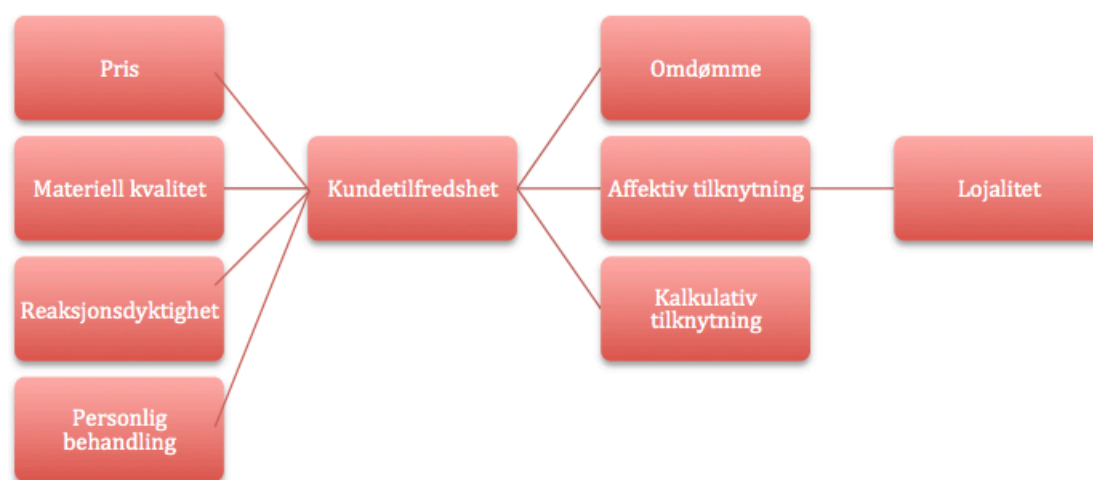 Pris
Materiell kvalitet
Reaksjonsdyktighet
Personlig
behandling
Kundetilfredshet
Omdømme
Affektiv tilknytning
Kalkulativ
tilknytning
Lojalitet